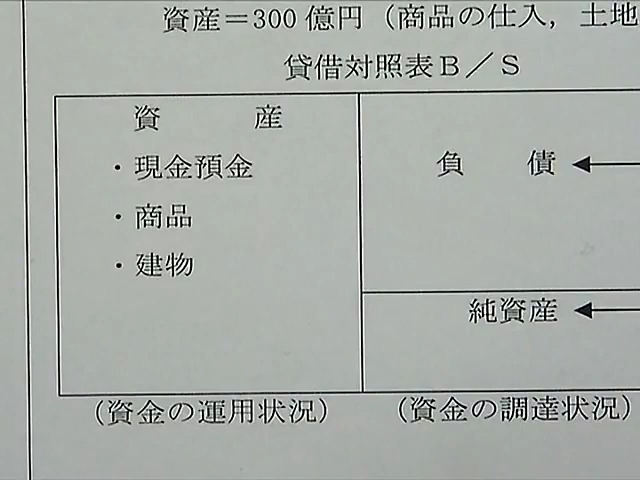 資産＝300 億円（商品の仕入，土地
貸借対照表Ｂ／Ｓ
資　　産
・現金預金
・商品
・建物
負　債
純資産
（資金の運用状況）
（資金の調達状況）